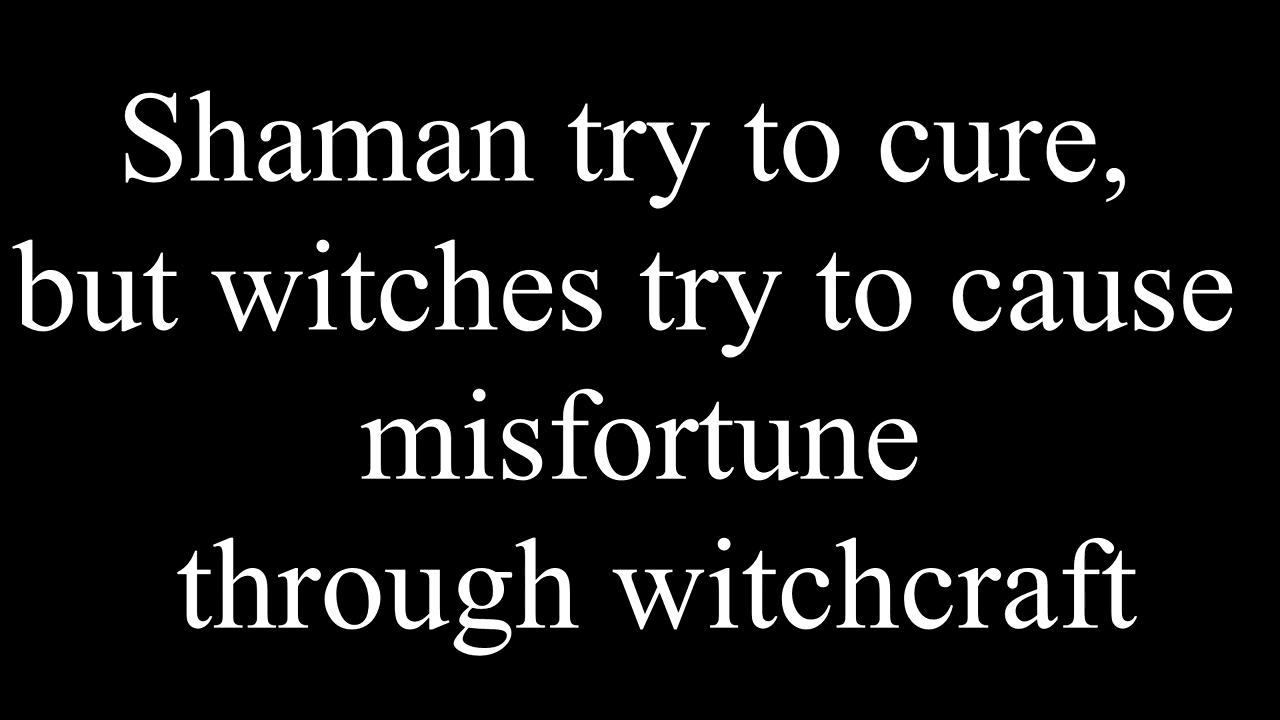 Shaman try to cure,
but witches try to cause
misfortune
through witchcraft